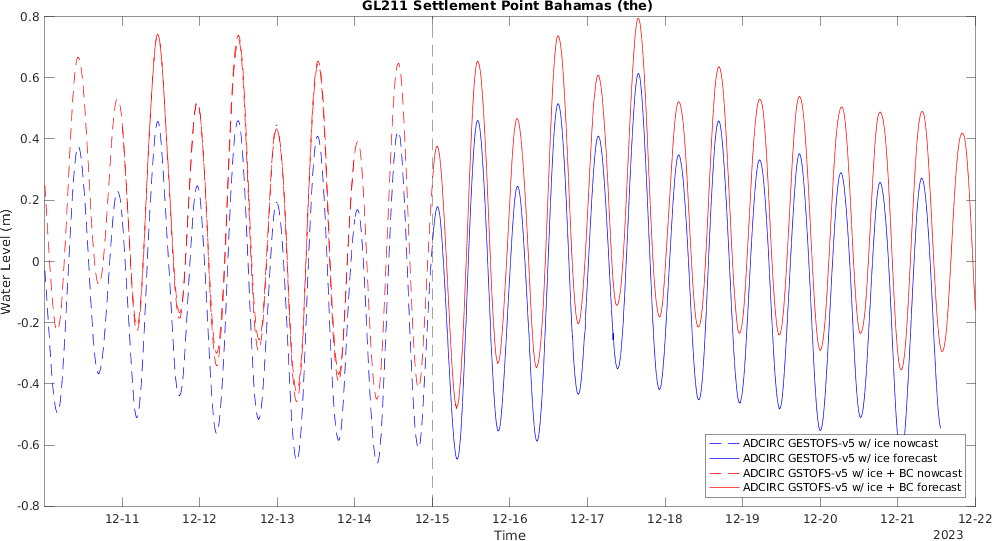 GL211 Settlement Point Bahamas (the)
0.8
0.6
0.4
0.2
0
-0.2
-0.4
-0.6
-0.8
Water Level (m)
ADCIRC GESTOFS-v5 w/ ice nowcast
ADCIRC GESTOFS-v5 w/ ice forecast
ADCIRC GSTOFS-v5 w/ ice + BC nowcast
ADCIRC GSTOFS-v5 w/ ice + BC forecast
12-11 12-12 12-13 12-14 12-15 12-16 12-17 12-18 12-19 12-20 12-21 12-22
Time
2023